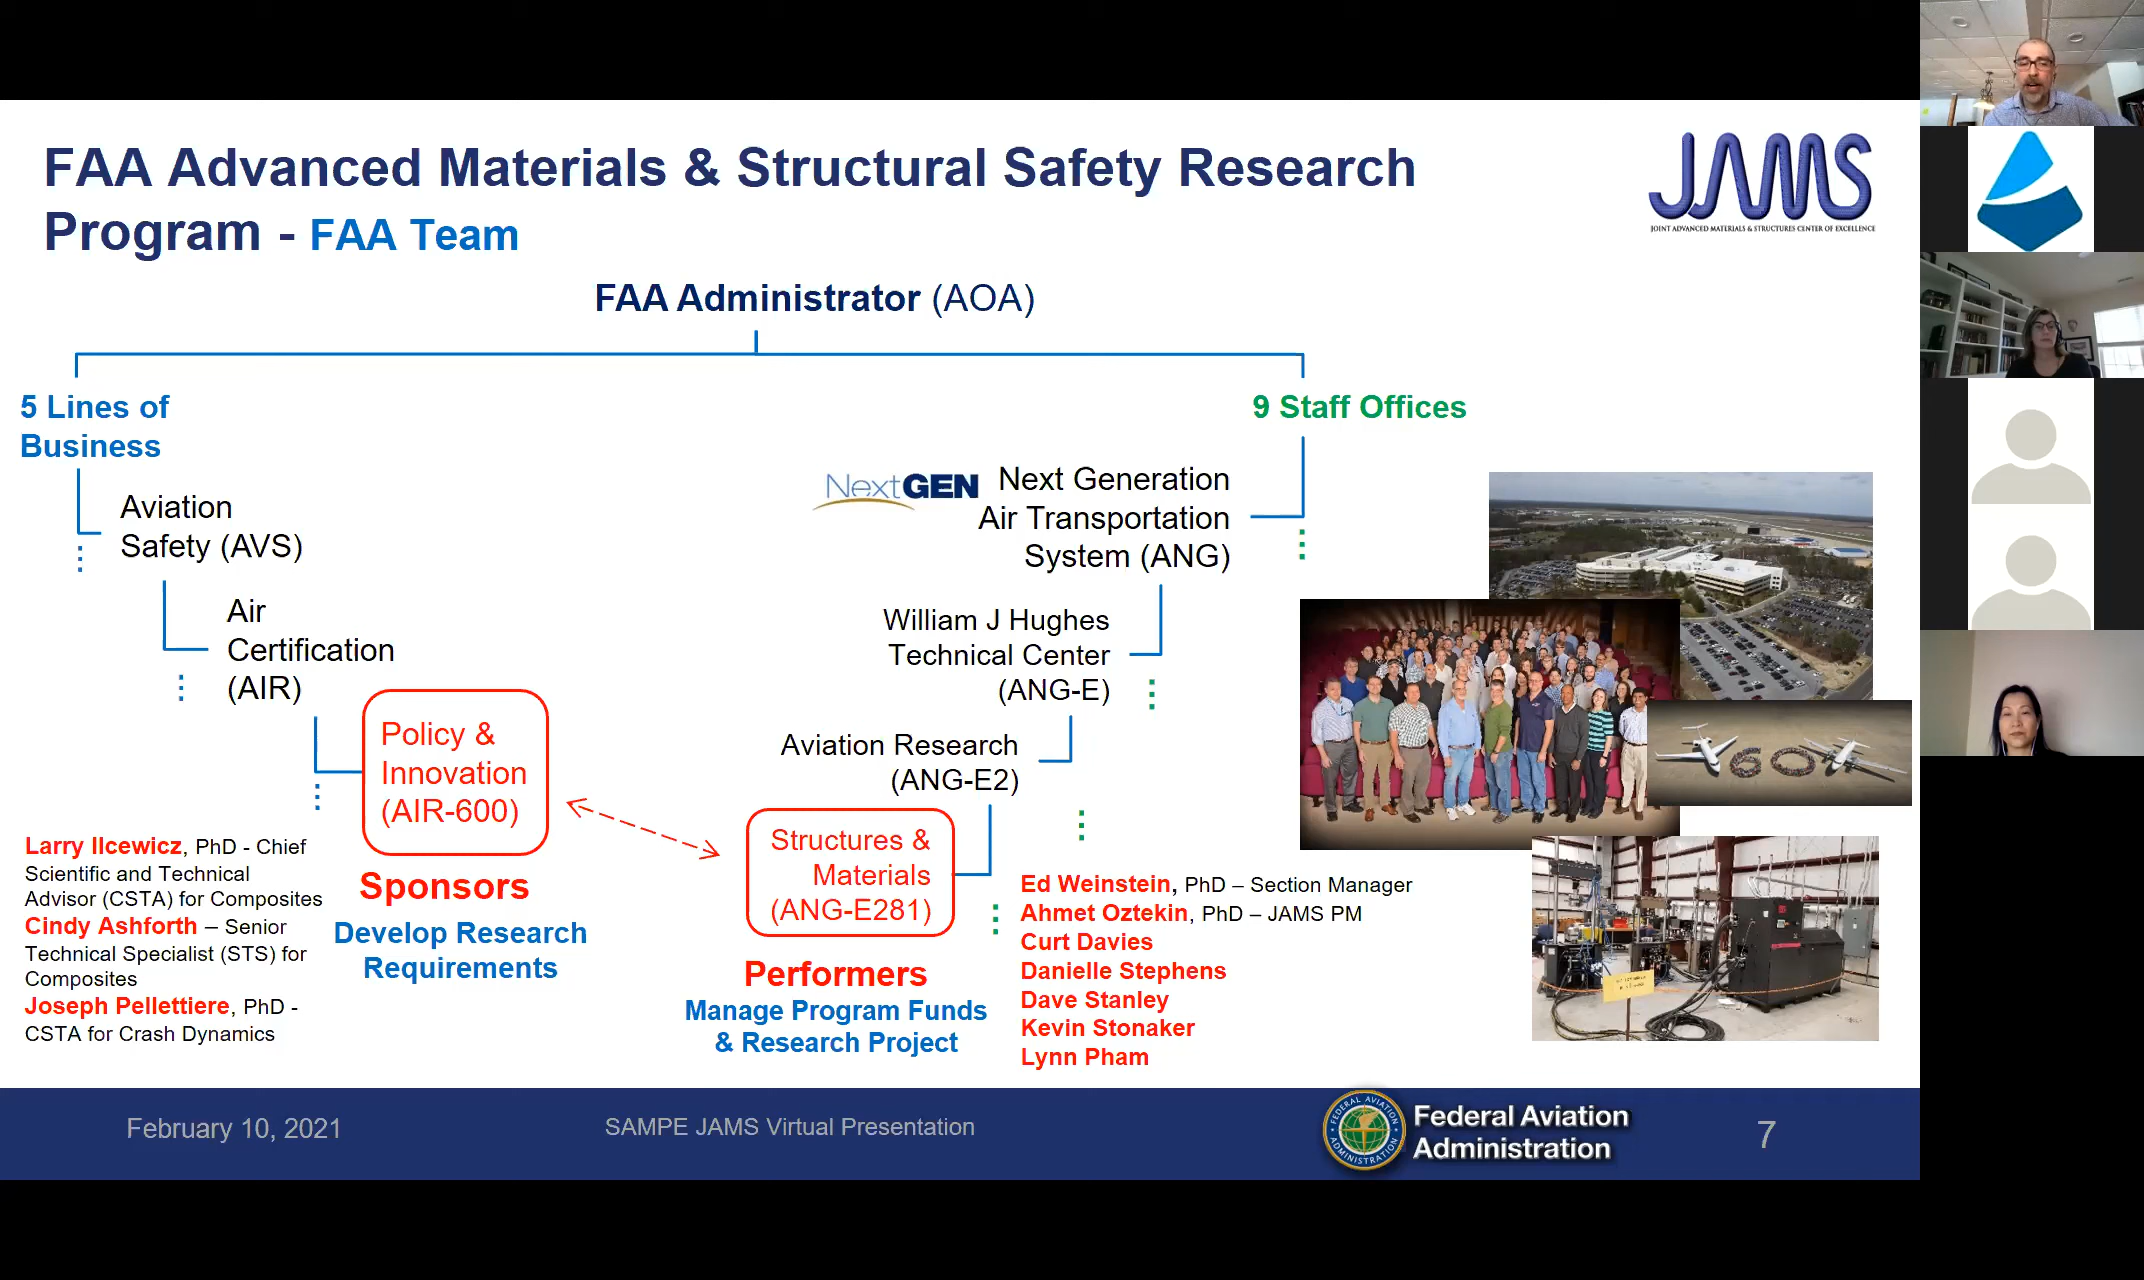 FAA Advanced Materials & Structural Safety Research
Program - FAA Team
JAMS
JOINT ADVANCED MATERIALS & STRUCTURES CENTER OF EXCELLENCE
FAA Administrator (AOA)
5 Lines of
Business
9 Staff Offices
Aviation
Safety (AVS)
Air
Certification
(AIR)
Policy &
Innovation
(AIR-600)
Sponsors
Develop Research
Requirements
Larry Ilcewicz, PhD - Chief
Scientific and Technical
Advisor (CSTA) for Composites
Cindy Ashforth – Senior
Technical Specialist (STS) for
Composites
Joseph Pellettiere, PhD -
CSTA for Crash Dynamics
NextGEN
Next Generation
Air Transportation
System (ANG)
William J Hughes
Technical Center
(ANG-E)
Aviation Research
(ANG-E2)
Structures &
Materials
(ANG-E281)
Performers
Manage Program Funds
& Research Project
Ed Weinstein, PhD – Section Manager
Ahmet Oztekin, PhD – JAMS PM
Curt Davies
Danielle Stephens
Dave Stanley
Kevin Stonaker
Lynn Pham
60
February 10, 2021
SAMPE JAMS Virtual Presentation
FEDERAL AVIATION
ADMINISTRATION
Federal Aviation
Administration
7